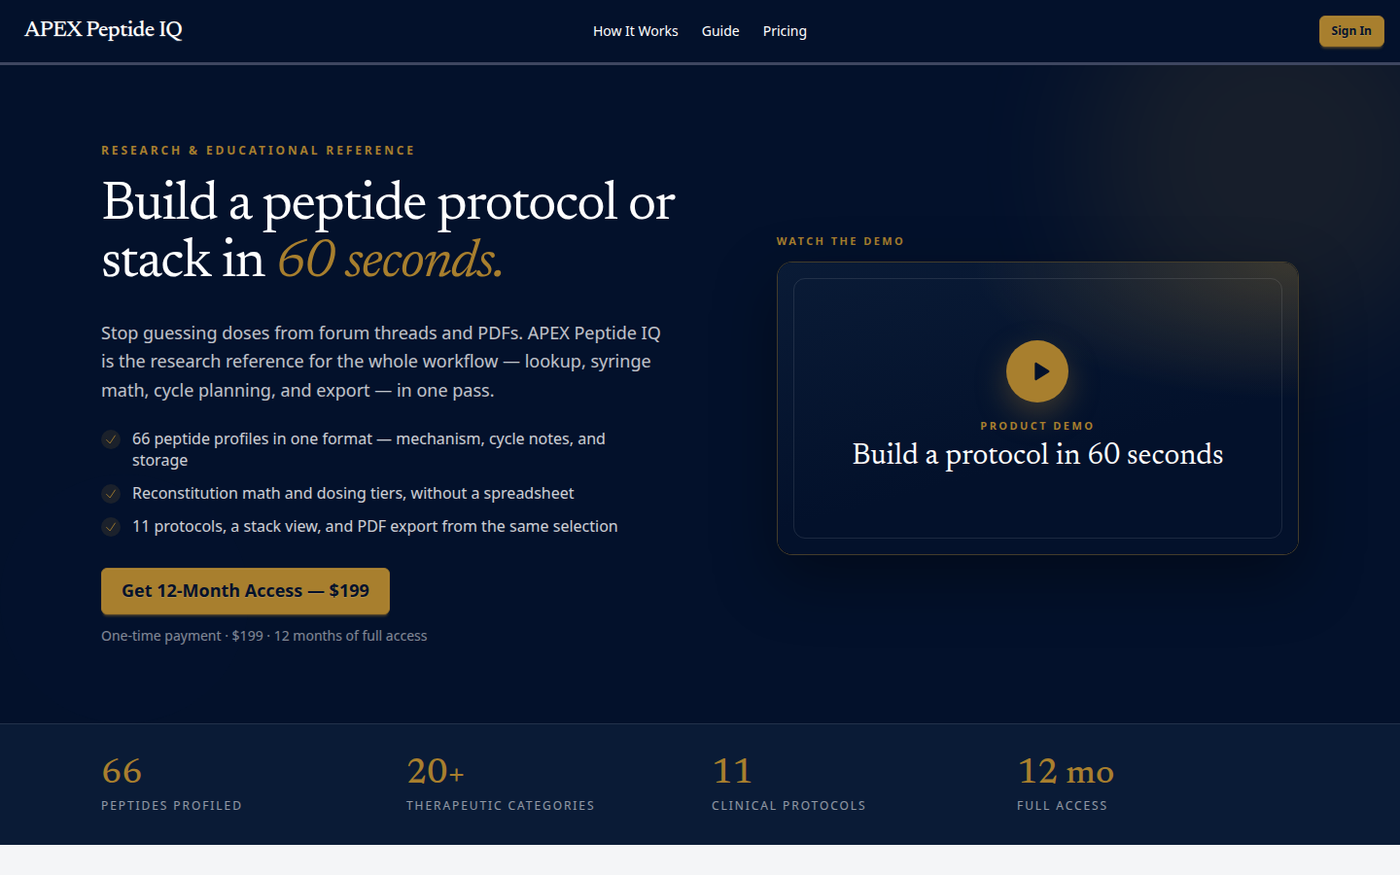 APEX Peptide IQ
How It Works
Guide
Pricing
Sign In
RESEARCH & EDUCATIONAL REFERENCE
Build a peptide protocol or
stack in 60 seconds.
Stop guessing doses from forum threads and PDFs. APEX Peptide IQ
is the research reference for the whole workflow — lookup, syringe
math, cycle planning, and export — in one pass.
66 peptide profiles in one format — mechanism, cycle notes, and
storage
Reconstitution math and dosing tiers, without a spreadsheet
11 protocols, a stack view, and PDF export from the same selection
Get 12-Month Access — $199
One-time payment · $199 · 12 months of full access
WATCH THE DEMO
PRODUCT DEMO
Build a protocol in 60 seconds
66
PEPTIDES PROFILED
20+
THERAPEUTIC CATEGORIES
11
CLINICAL PROTOCOLS
12 mo
FULL ACCESS